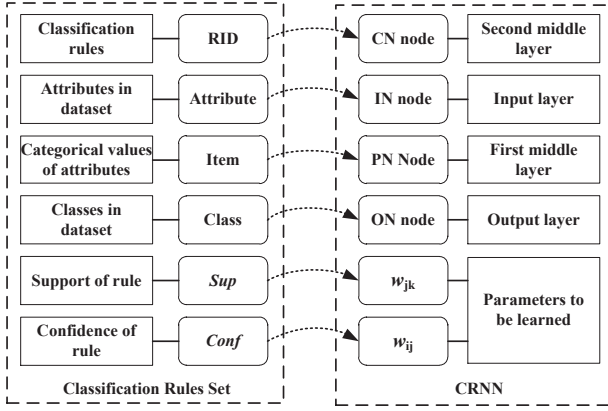 Classification
rules
RID
CN node
Second middle
layer
Attributes in
dataset
Attribute
IN node
Input layer
Categorical values
of attributes
Item
PN Node
First middle
layer
Classes in
dataset
Class
ON node
Output layer
Support of rule
Sup
wjk
Parameters to
be learned
Confidence of
rule
Conf
wij
Classification Rules Set
CRNN